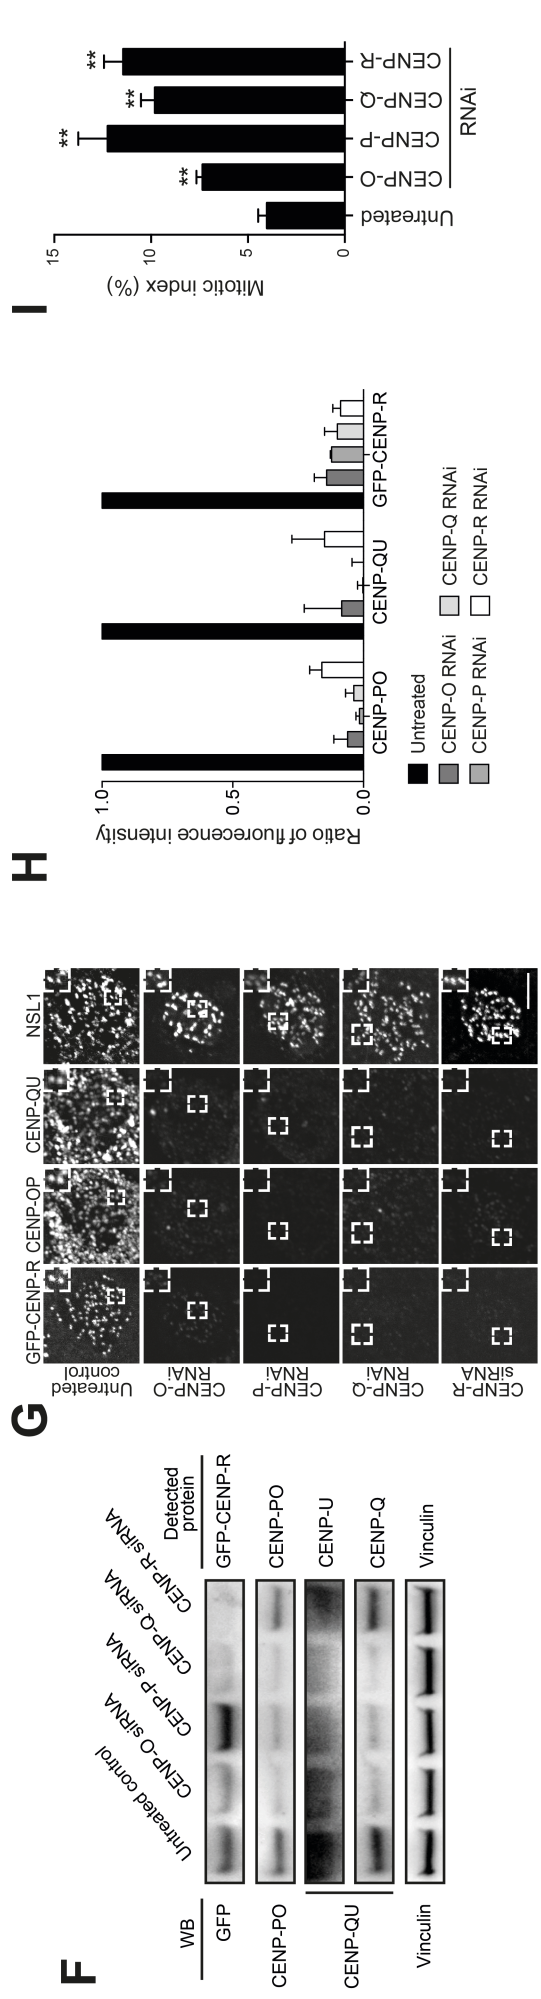 F
Untreated control
CENP-O siRNA
CENP-P siRNA
CENP-Q siRNA
CENP-R siRNA
WB
Detected
protein
GFP
GFP-CENP-R
CENP-PO
CENP-PO
CENP-QU
CENP-U
CENP-Q
Vinculin
Vinculin
G
GFP-CENP-R
CENP-OP
CENP-QU
NSL1
Untreated
control
CENP-O
RNAi
CENP-P
RNAi
CENP-Q
RNAi
CENP-R
siRNA
H
Ratio of fluorecence intensity
1.0
0.5
0.0
CENP-PO
CENP-QU
GFP-CENP-R
Untreated
CENP-O RNAi
CENP-P RNAi
CENP-Q RNAi
CENP-R RNAi
I
Mitotic index (%)
15
10
5
0
**
**
**
**
Untreated
CENP-O
CENP-P
CENP-Q
CENP-R
RNAi